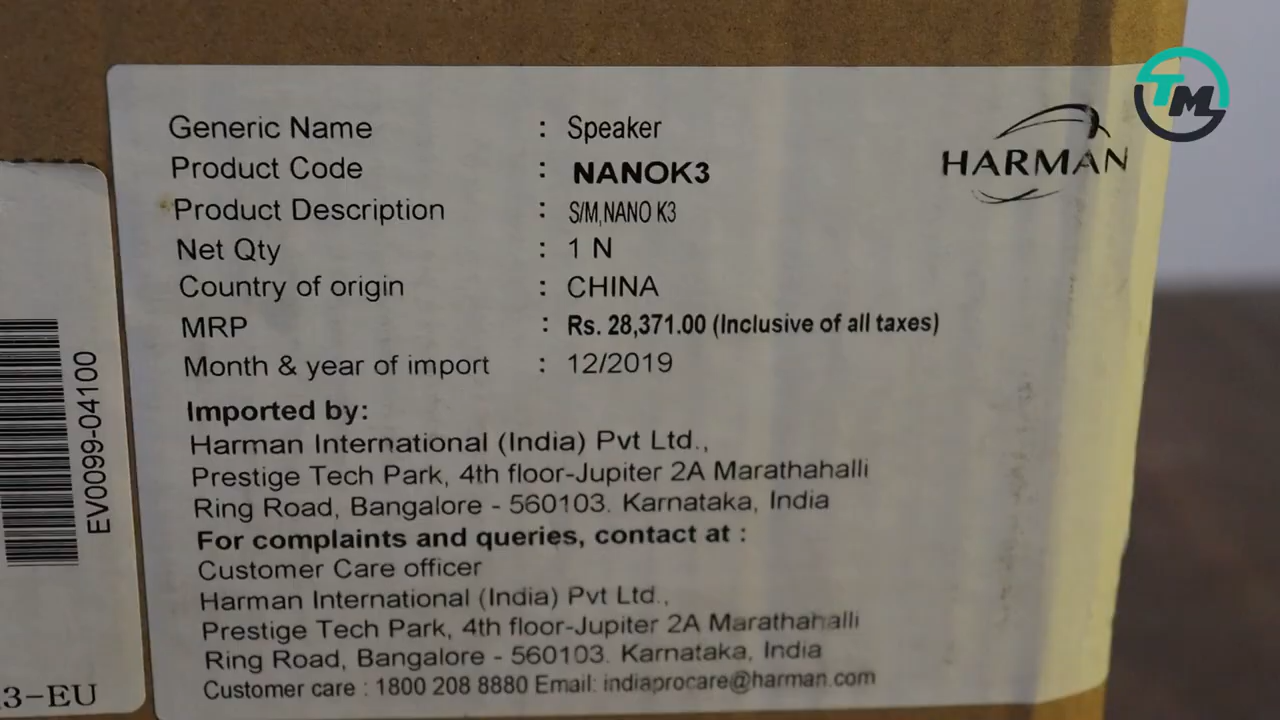 TM
HARMAN
Generic Name : Speaker
Product Code : NANOK3
Product Description : S/M,NANO K3
Net Qty : 1 N
Country of origin : CHINA
MRP : Rs. 28,371.00 (Inclusive of all taxes)
Month & year of import : 12/2019
Imported by:
Harman International (India) Pvt Ltd.,
Prestige Tech Park, 4th floor-Jupiter 2A Marathahalli
Ring Road, Bangalore - 560103. Karnataka, India
For complaints and queries, contact at :
Customer Care officer
Harman International (India) Pvt Ltd.,
Prestige Tech Park, 4th floor-Jupiter 2A Marathahalli
Ring Road, Bangalore - 560103. Karnataka, India
Customer care : 1800 208 8880 Email: indiaprocare@harman.com
EV0099-04100
3-EU